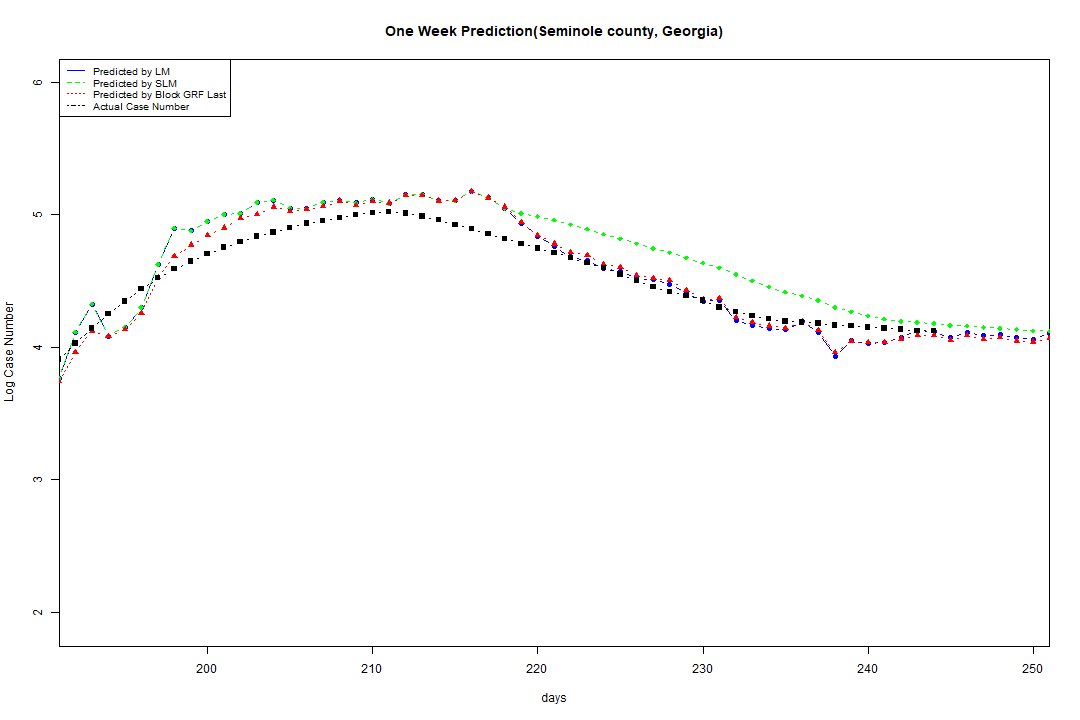 One Week Prediction(Seminole county, Georgia)
Predicted by LM
Predicted by SLM
Predicted by Block GRF Last
Actual Case Number
6
5
4
3
2
Log Case Number
200 210 220 230 240 250
days